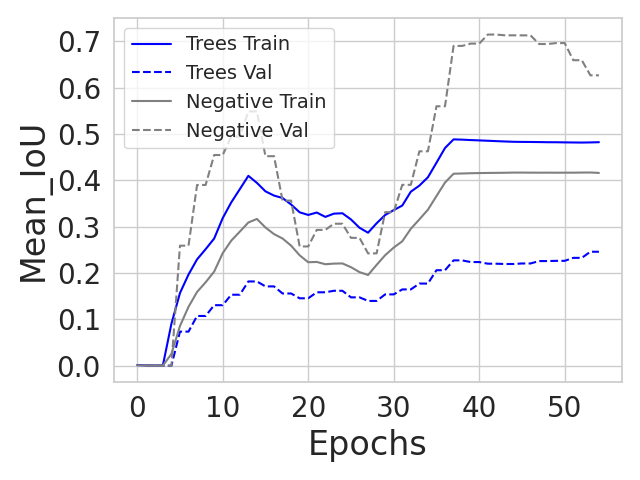 Mean_IoU
0.7
0.6
0.5
0.4
0.3
0.2
0.1
0.0
Trees Train
Trees Val
Negative Train
Negative Val
0 10 20 30 40 50
Epochs